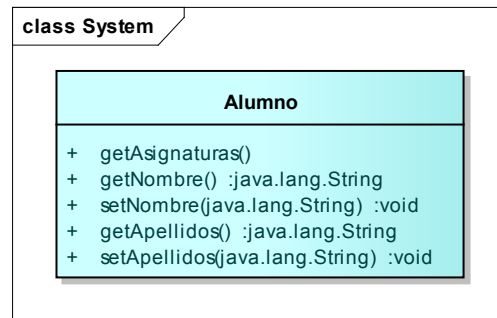 class System
Alumno
+ getAsignaturas()
+ getNombre() :java.lang.String
+ setNombre(java.lang.String) :void
+ getApellidos() :java.lang.String
+ setApellidos(java.lang.String) :void